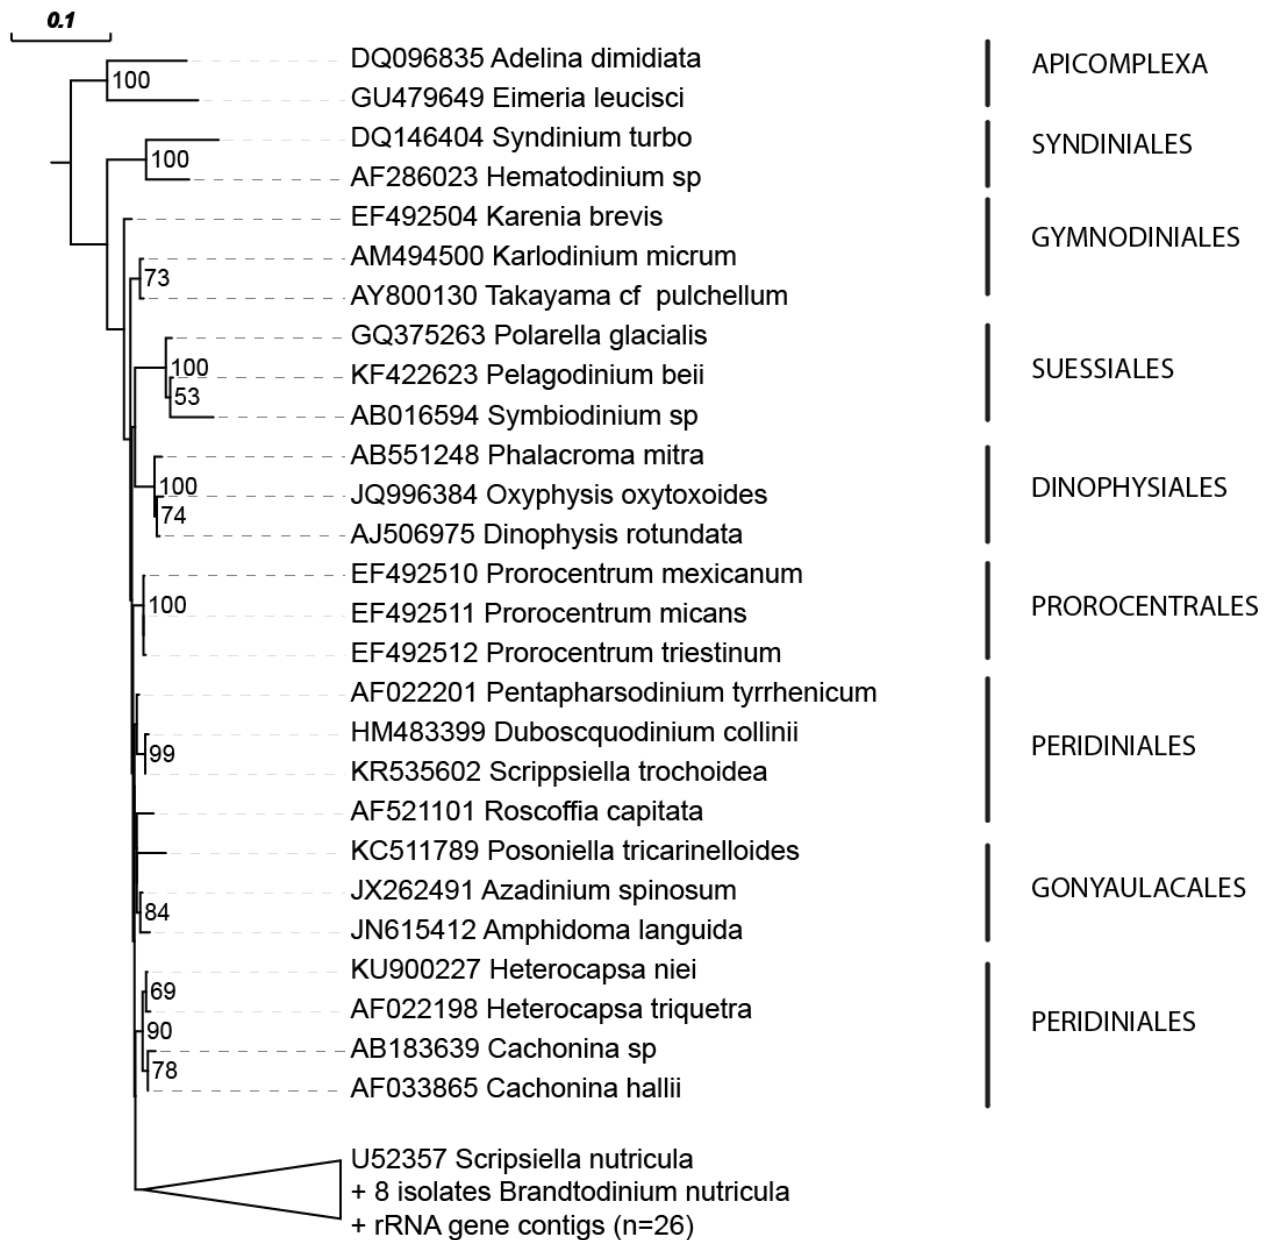 0.1
DQ096835 Adelina dimidiata
100
APICOMPLEXA
GU479649 Eimeria leucisci
DQ146404 Syndinium turbo
100
SYNDINIALES
AF286023 Hematodinium sp
EF492504 Karenia brevis
GYMNODINIALES
AM494500 Karlodinium micrum
73
AY800130 Takayama cf pulchellum
GQ375263 Polarella glacialis
100
SUESSIALES
KF422623 Pelagodinium beii
53
AB016594 Symbiodinium sp
AB551248 Phalacroma mitra
100
DINOPHYSIALES
JQ996384 Oxyphysis oxytoxoides
74
AJ506975 Dinophysis rotundata
EF492510 Prorocentrum mexicanum
100
PROROCENTRALES
EF492511 Prorocentrum micans
EF492512 Prorocentrum triestinum
AF022201 Pentapharsodinium tyrrhenicum
HM483399 Duboscquodinium collinii
PERIDINIALES
99
KR535602 Scrippsiella trochoidea
AF521101 Roscoffia capitata
KC511789 Posoniella tricarinelloides
JX262491 Azadinium spinosum
GONYAULACALES
84
JN615412 Amphidoma languida
KU900227 Heterocapsa niei
69
AF022198 Heterocapsa triquetra
PERIDINIALES
90
AB183639 Cachonina sp
78
AF033865 Cachonina hallii
U52357 Scripsiella nutricula
+ 8 isolates Brandtodinium nutricula
+ rRNA gene contigs (n=26)